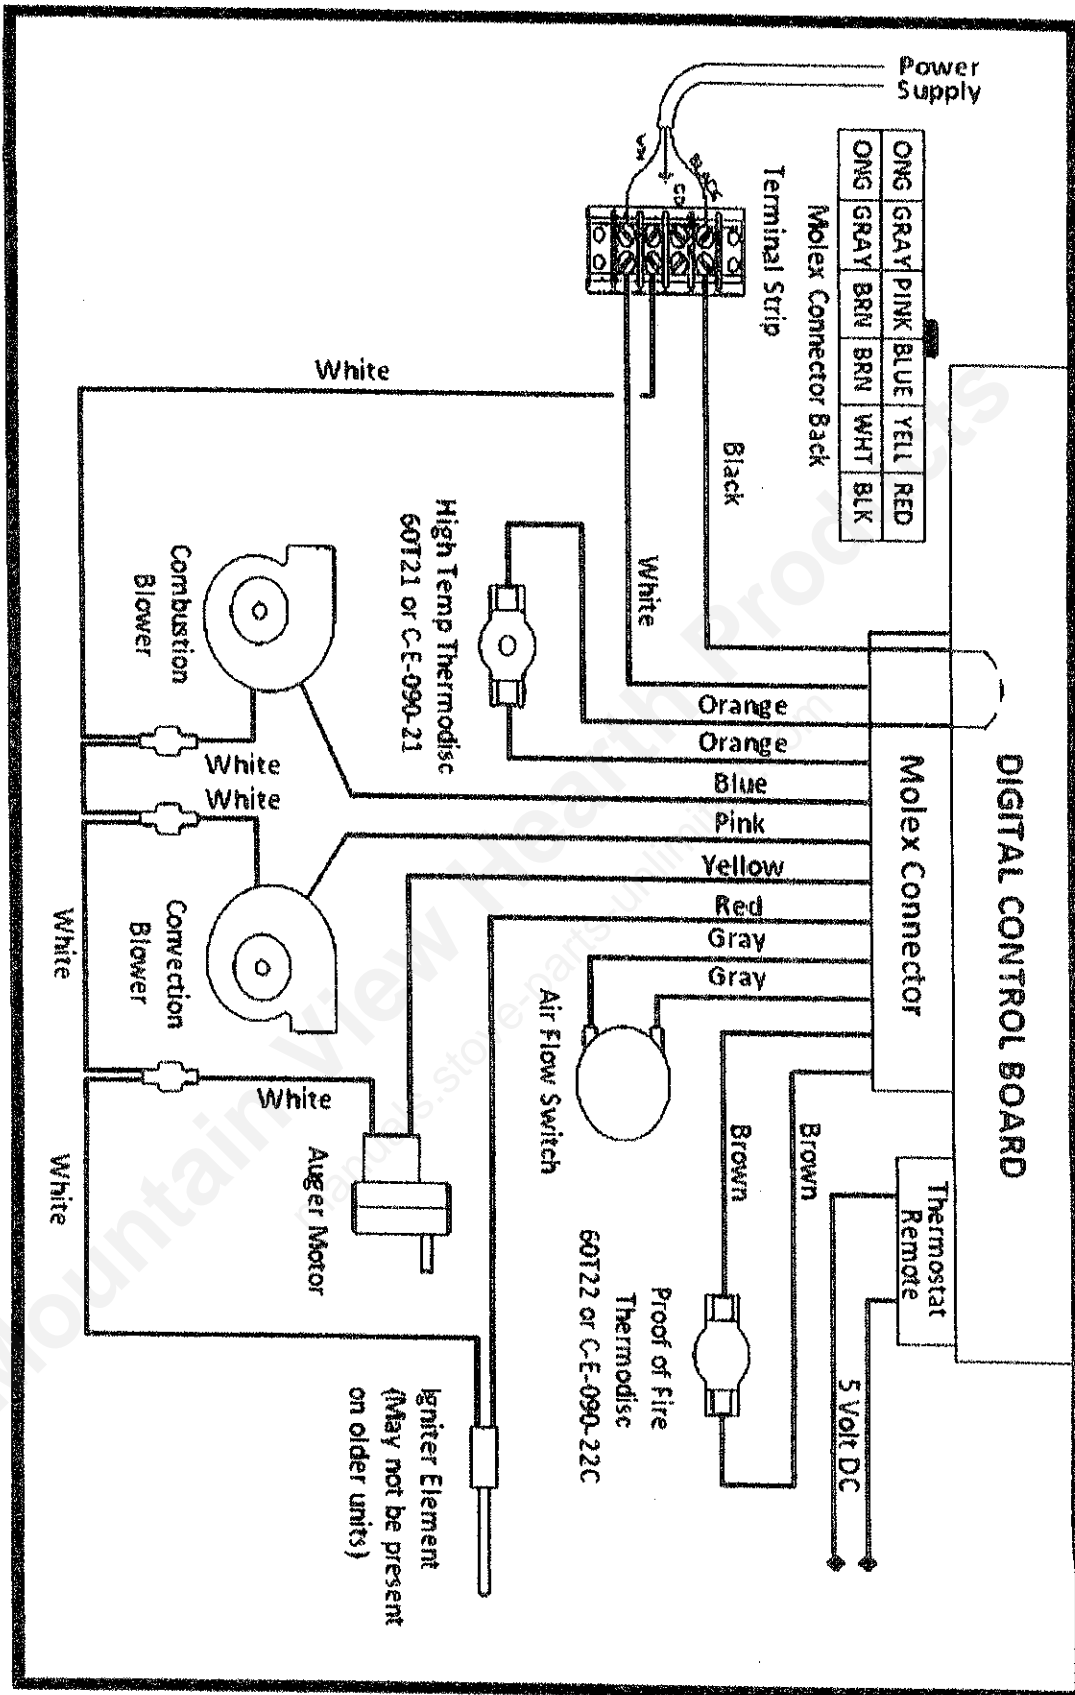 DIGITAL CONTROL BOARD
Molex Connector
Thermostat
Remote
5 Volt DC
Power
Supply
ONG GRAY PINK BLUE YELL RED
ONG GRAY BRN BRN WHT BLK
Molex Connector Back
Terminal Strip
BLACK
Black
White
White
Orange
Orange
Blue
Pink
Yellow
Red
Gray
Gray
Brown
Brown
High Temp Thermodisc
60T21 or C-E-090-21
Air Flow Switch
Proof of Fire
Thermodisc
60T22 or C-E-090-22C
Combustion
Blower
White
White
Convection
Blower
White
Auger Motor
White
White
Igniter Element
(May not be present
on older units)
Mountain View Hearth Products